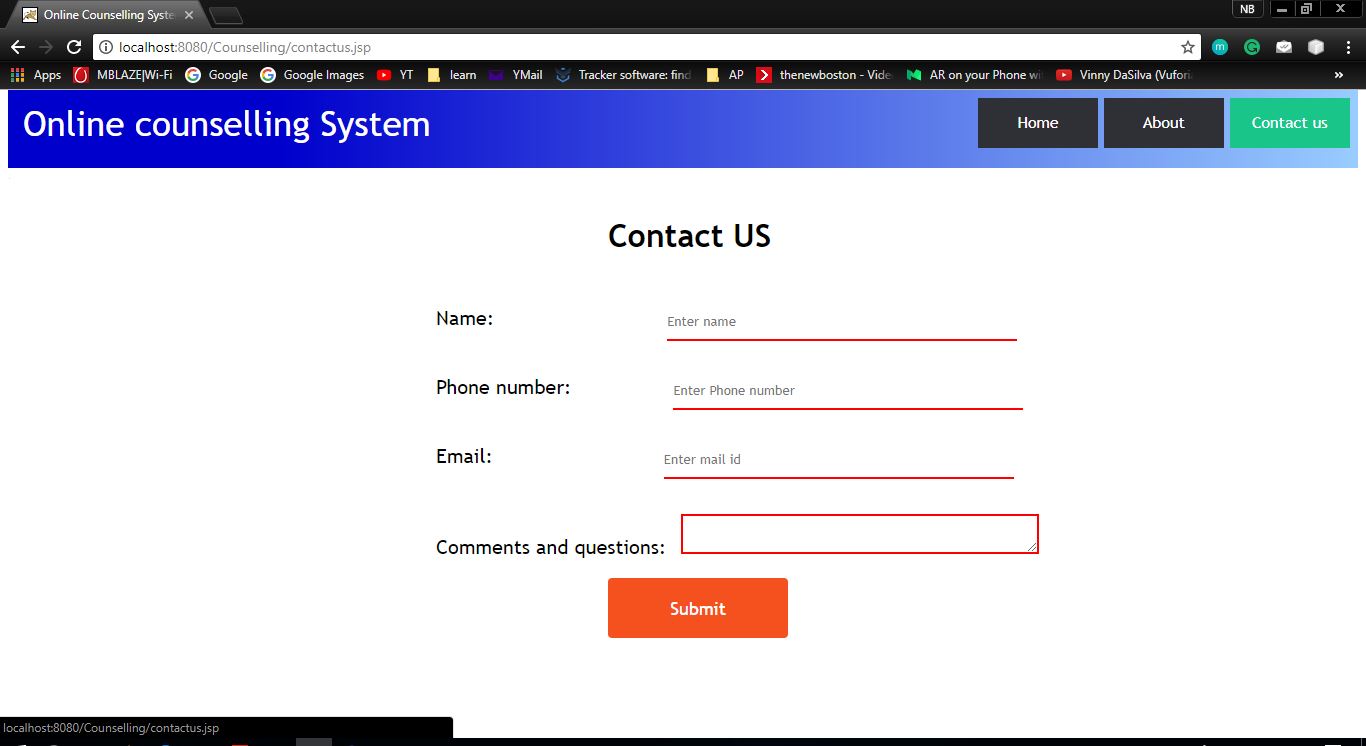 Online Counselling Syste
NB
localhost:8080/Counselling/contactus.jsp
m
Apps MBLAZE|Wi-Fi Google Google Images YT learn YMail Tracker software: find AP thenewboston - Vide AR on your Phone wi Vinny DaSilva (Vufori »
Online counselling System
Home About Contact us
Contact US
Name: Enter name
Phone number: Enter Phone number
Email: Enter mail id
Comments and questions:
Submit
localhost:8080/Counselling/contactus.jsp